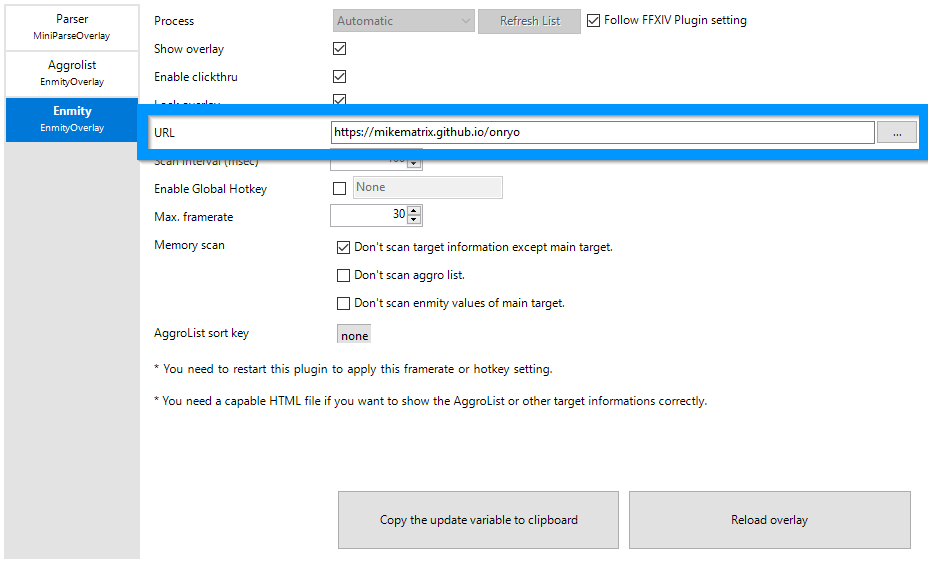 Parser
MiniParseOverlay
Aggrolist
EnmityOverlay
Enmity
EnmityOverlay
Process
Automatic
Refresh List
Follow FFXIV Plugin setting
Show overlay
Enable clickthru
Lock overlay
URL
https://mikematrix.github.io/onryo
...
Scan interval (msec)
Enable Global Hotkey
None
Max. framerate
30
Memory scan
Don't scan target information except main target.
Don't scan aggro list.
Don't scan enmity values of main target.
AggroList sort key
none
* You need to restart this plugin to apply this framerate or hotkey setting.
* You need a capable HTML file if you want to show the AggroList or other target informations correctly.
Copy the update variable to clipboard
Reload overlay